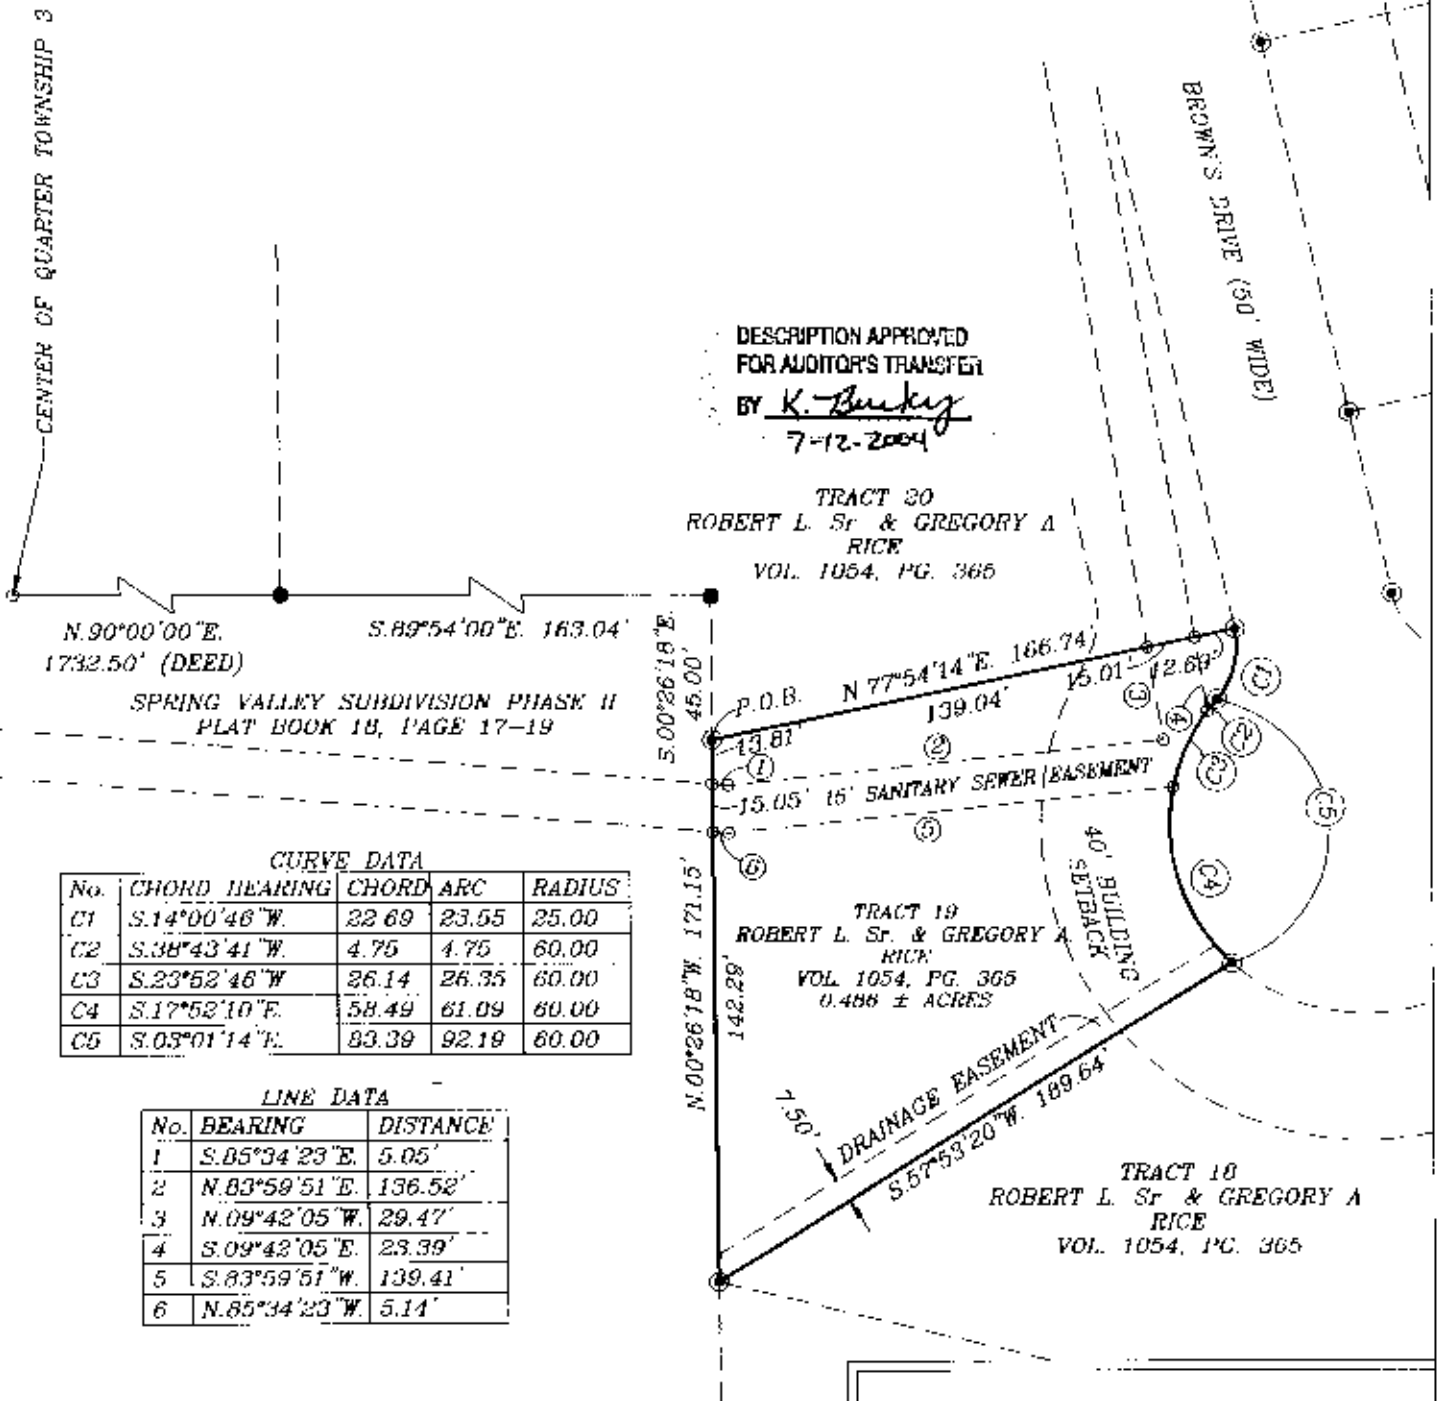 CENTER OF QUARTER TOWNSHIP 3
BROWN'S DRIVE (50' WIDE)
DESCRIPTION APPROVED
FOR AUDITOR'S TRANSFER
BY
7-12-2004
TRACT 20
ROBERT L. Sr & GREGORY A
RICE
VOL. 1054, PG. 365
N.90°00'00"E.
1732.50' (DEED)
S.89°54'00"E. 163.04'
S.00°26'18"E.
45.00'
SPRING VALLEY SUBDIVISION PHASE II
PLAT BOOK 18, PAGE 17-19
P.O.B.
N 77°54'14"E. 166.74'
139.04'
15.01'
12.69'
13.81'
1
2
3
4
C1
C2
C3
15.05' 15' SANITARY SEWER EASEMENT
5
6
C5
C4
40' BUILDING
SETBACK
N.00°26'18"W. 171.15'
142.29'
TRACT 19
ROBERT L. Sr. & GREGORY A
RICE
VOL. 1054, PG. 365
0.486 ± ACRES
7.50'
DRAINAGE EASEMENT
S.57°53'20"W. 189.64'
TRACT 18
ROBERT L. Sr & GREGORY A
RICE
VOL. 1054, PG. 365
CURVE DATA
No. CHORD BEARING CHORD ARC RADIUS
C1 S.14°00'46"W. 22.69 23.55 25.00
C2 S.38°43'41"W. 4.75 4.75 60.00
C3 S.23°52'46"W 26.14 26.35 60.00
C4 S.17°52'10"E. 58.49 61.09 60.00
C5 S.03°01'14"E. 83.39 92.19 60.00
LINE DATA
No. BEARING DISTANCE
1 S.85°34'23"E. 5.05'
2 N.83°59'51"E. 136.52'
3 N.09°42'05"W. 29.47'
4 S.09°42'05"E. 23.39'
5 S.83°59'51"W. 139.41'
6 N.85°34'23"W. 5.14'